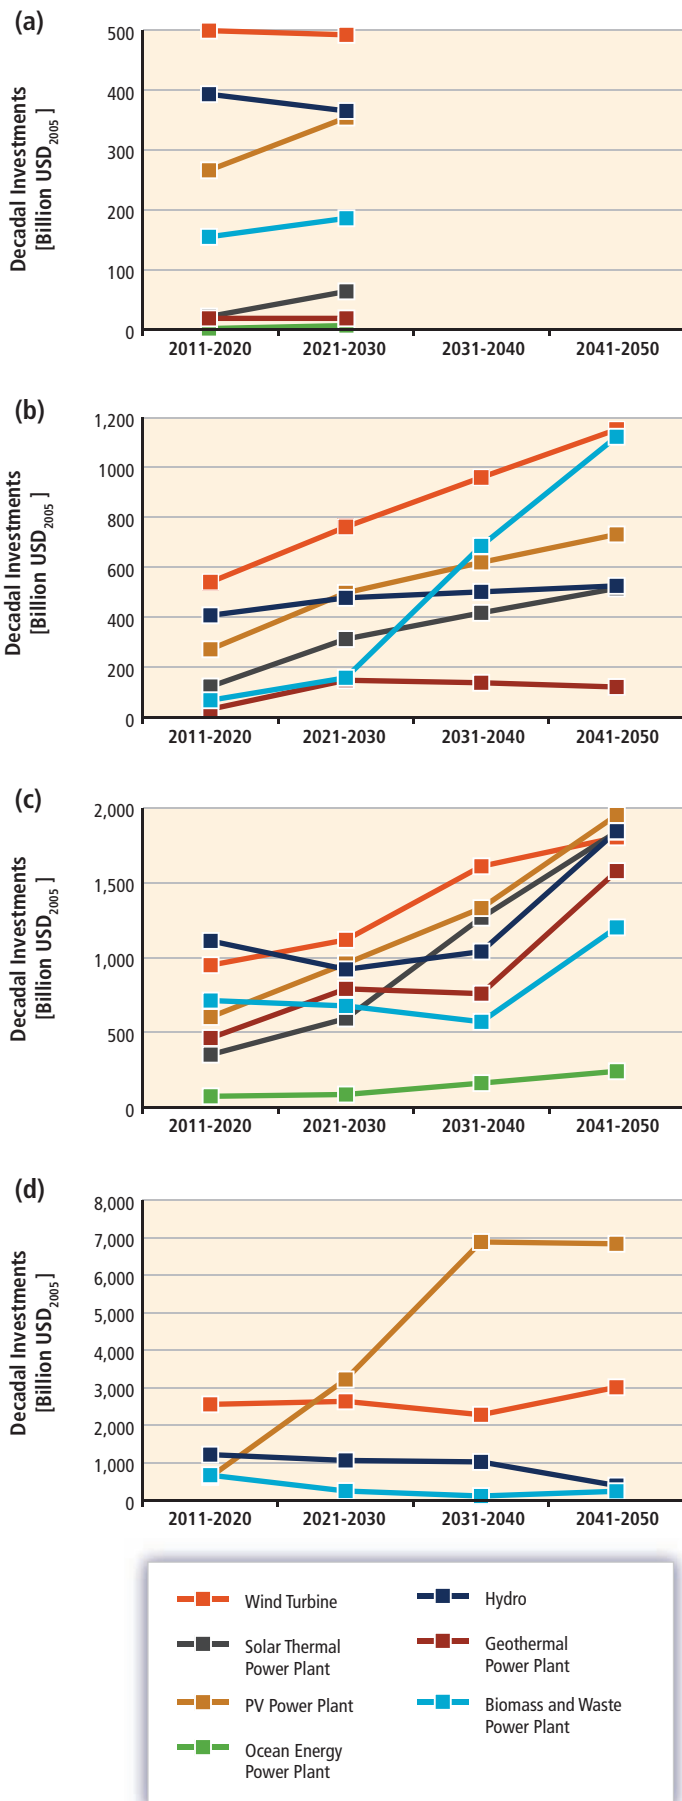 (a)
Decadal Investments
[Billion USD2005 ]
500
400
300
200
100
0
2011-2020 2021-2030 2031-2040 2041-2050
(b)
Decadal Investments
[Billion USD2005 ]
1,200
1000
800
600
400
200
0
2011-2020 2021-2030 2031-2040 2041-2050
(c)
Decadal Investments
[Billion USD2005 ]
2,000
1,500
1,000
500
0
2011-2020 2021-2030 2031-2040 2041-2050
(d)
Decadal Investments
[Billion USD2005 ]
8,000
7,000
6,000
5,000
4,000
3,000
2,000
1,000
0
2011-2020 2021-2030 2031-2040 2041-2050
Wind Turbine
Solar Thermal
Power Plant
PV Power Plant
Ocean Energy
Power Plant
Hydro
Geothermal
Power Plant
Biomass and Waste
Power Plant